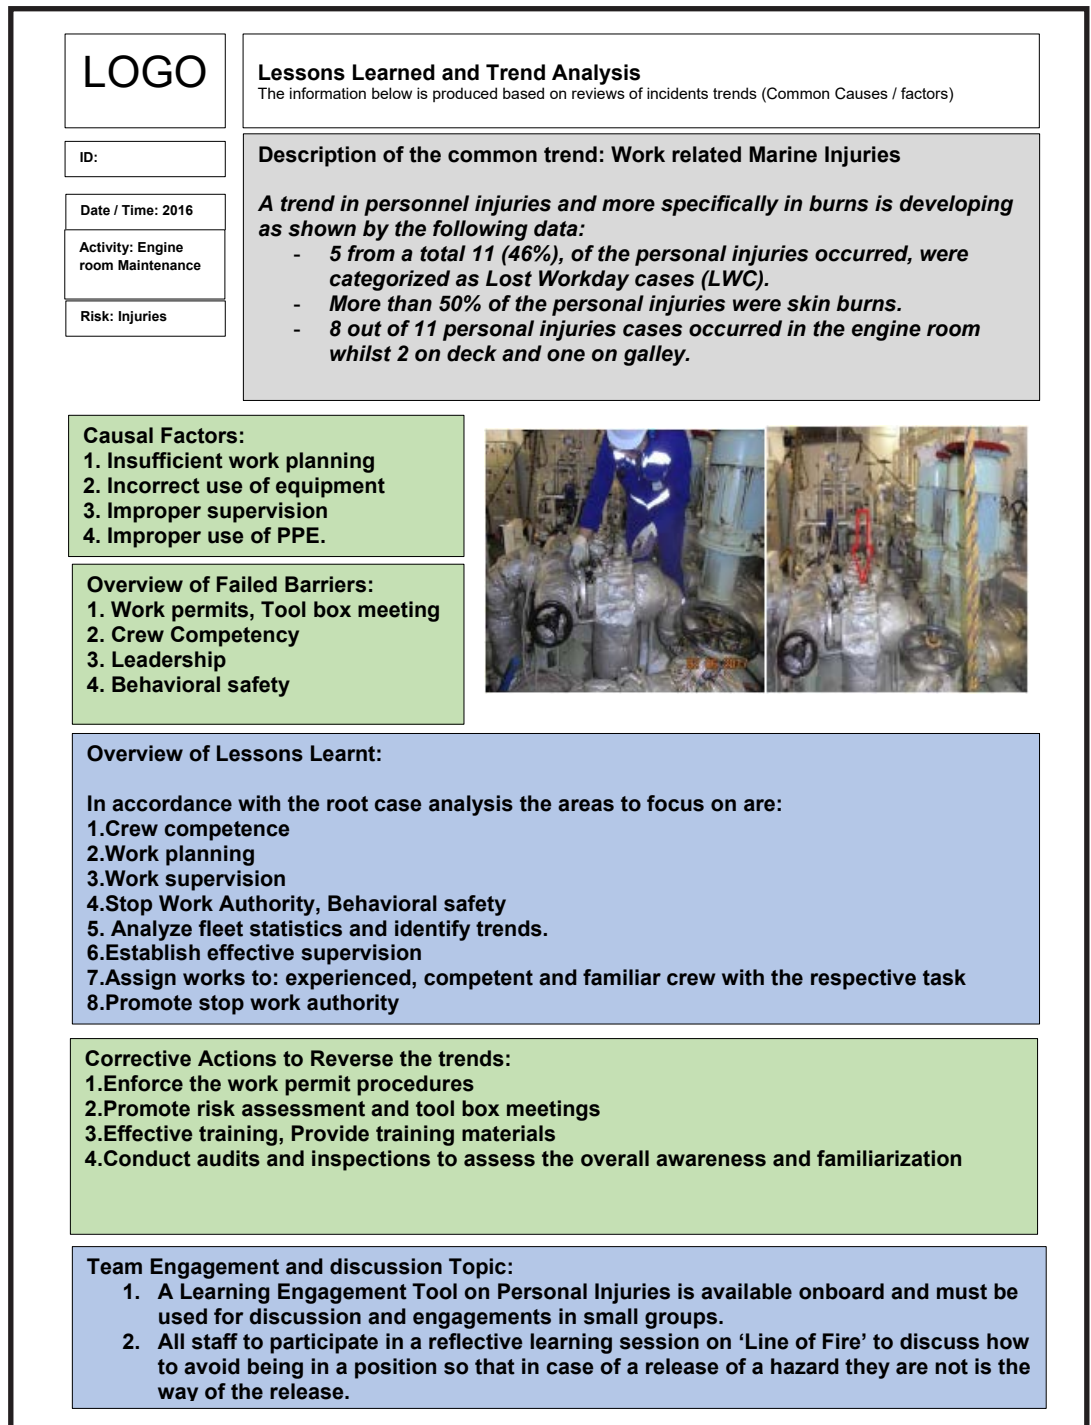 LOGO
Lessons Learned and Trend Analysis
The information below is produced based on reviews of incidents trends (Common Causes / factors)
ID:
Date / Time: 2016
Activity: Engine
room Maintenance
Risk: Injuries
Description of the common trend: Work related Marine Injuries
A trend in personnel injuries and more specifically in burns is developing
as shown by the following data:
- 5 from a total 11 (46%), of the personal injuries occurred, were
categorized as Lost Workday cases (LWC).
- More than 50% of the personal injuries were skin burns.
- 8 out of 11 personal injuries cases occurred in the engine room
whilst 2 on deck and one on galley.
Causal Factors:
1. Insufficient work planning
2. Incorrect use of equipment
3. Improper supervision
4. Improper use of PPE.
Overview of Failed Barriers:
1. Work permits, Tool box meeting
2. Crew Competency
3. Leadership
4. Behavioral safety
Overview of Lessons Learnt:
In accordance with the root case analysis the areas to focus on are:
1.Crew competence
2.Work planning
3.Work supervision
4.Stop Work Authority, Behavioral safety
5. Analyze fleet statistics and identify trends.
6.Establish effective supervision
7.Assign works to: experienced, competent and familiar crew with the respective task
8.Promote stop work authority
Corrective Actions to Reverse the trends:
1.Enforce the work permit procedures
2.Promote risk assessment and tool box meetings
3.Effective training, Provide training materials
4.Conduct audits and inspections to assess the overall awareness and familiarization
Team Engagement and discussion Topic:
1. A Learning Engagement Tool on Personal Injuries is available onboard and must be
used for discussion and engagements in small groups.
2. All staff to participate in a reflective learning session on ‘Line of Fire’ to discuss how
to avoid being in a position so that in case of a release of a hazard they are not is the
way of the release.